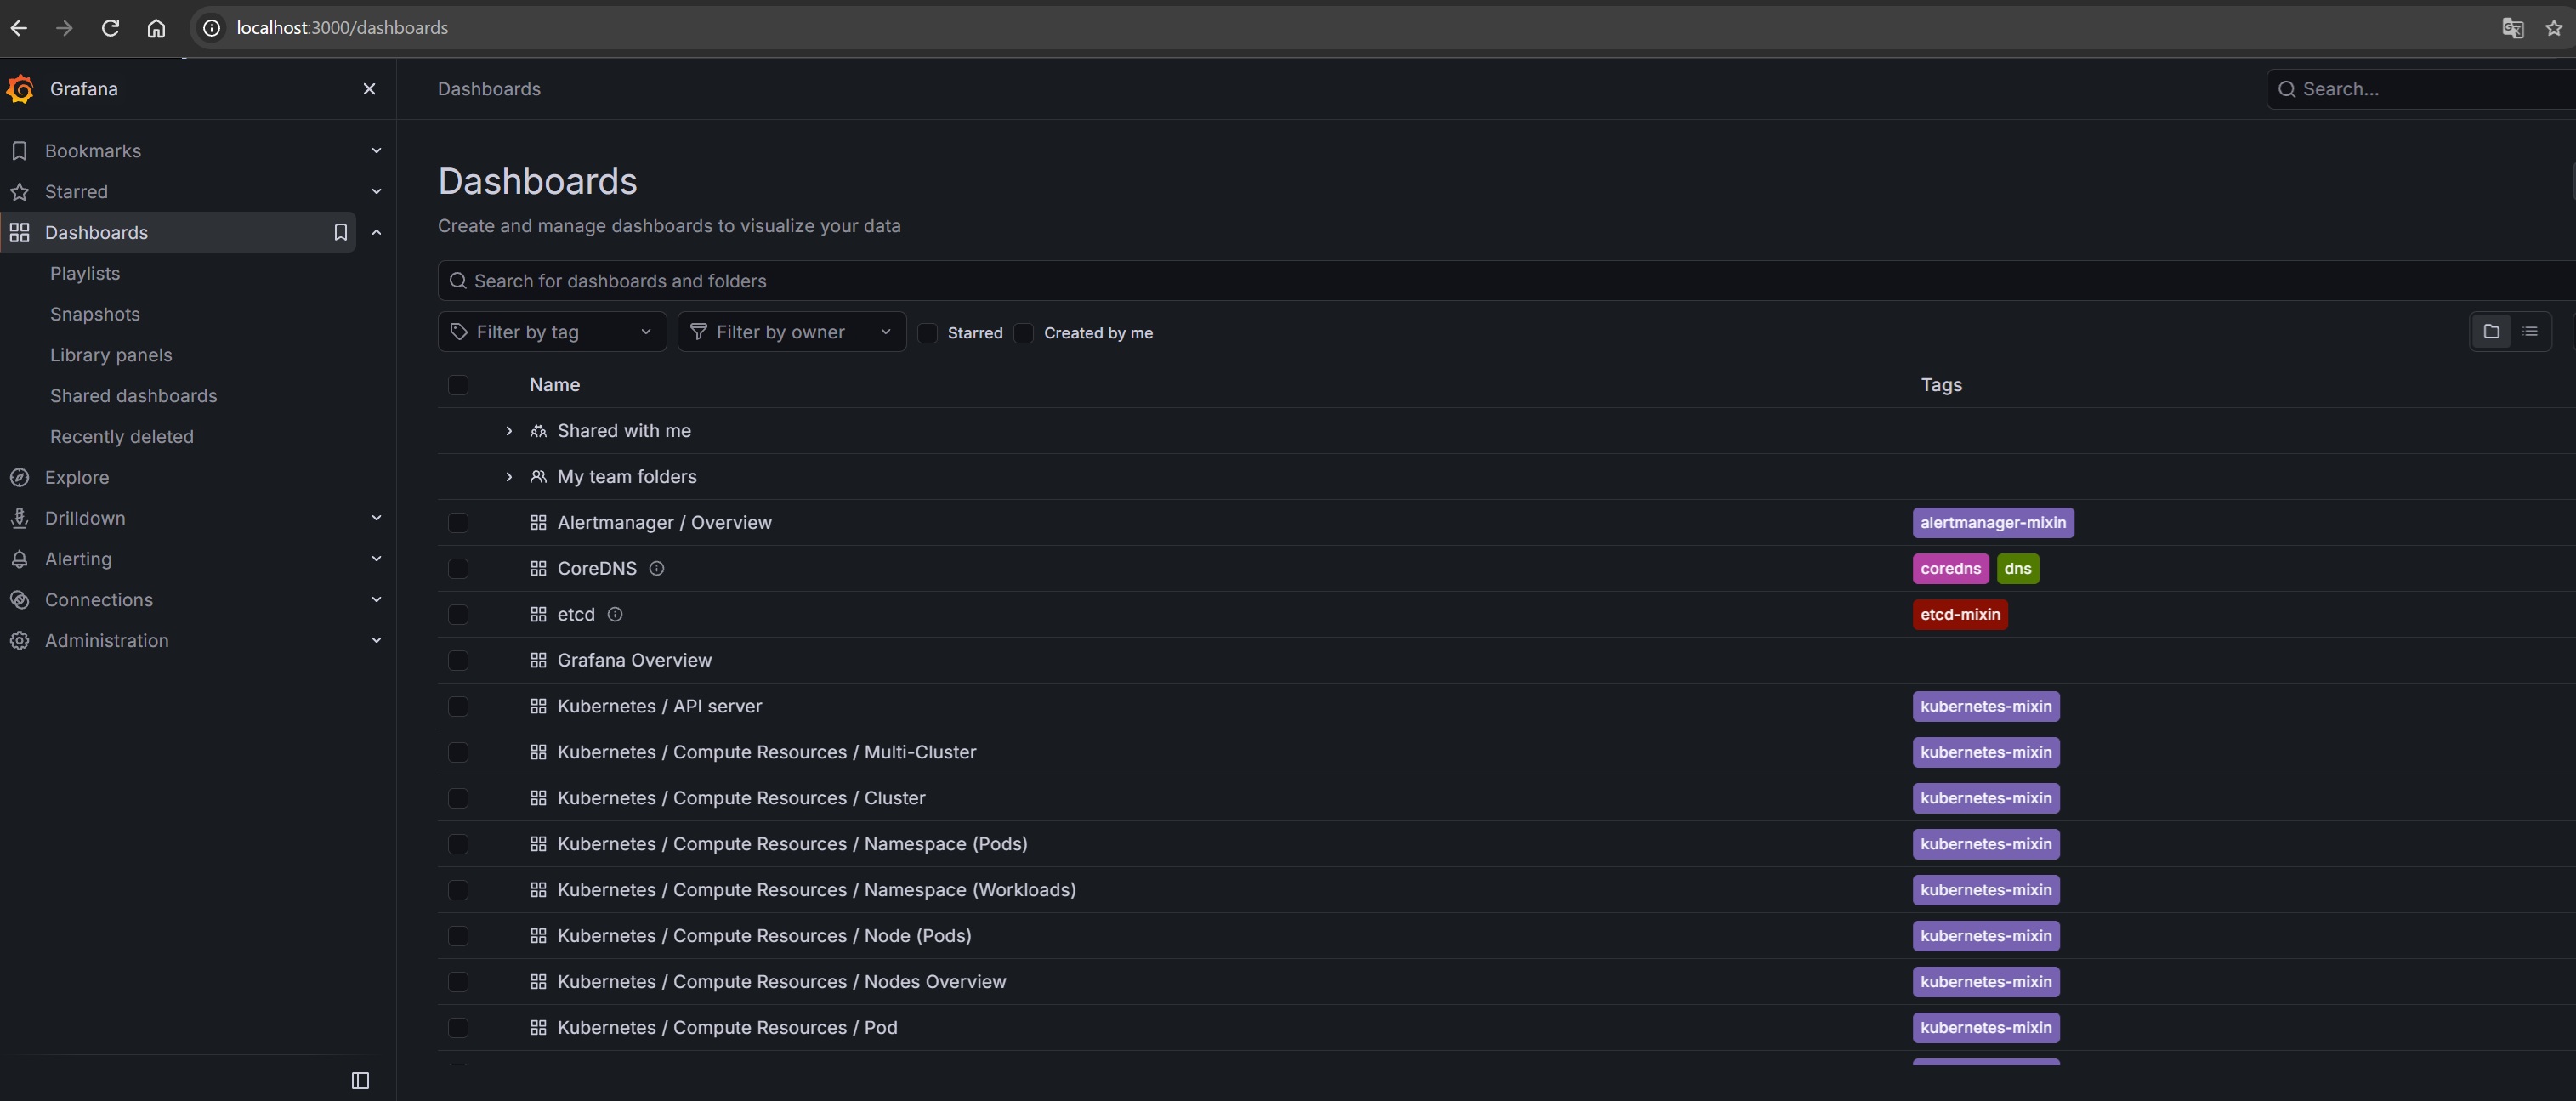 localhost:3000/dashboards
Grafana
Dashboards
Search...
Bookmarks
Starred
Dashboards
Playlists
Snapshots
Library panels
Shared dashboards
Recently deleted
Explore
Drilldown
Alerting
Connections
Administration
Dashboards
Create and manage dashboards to visualize your data
Search for dashboards and folders
Filter by tag Filter by owner Starred Created by me
Name Tags
Shared with me
My team folders
Alertmanager / Overview alertmanager-mixin
CoreDNS coredns dns
etcd etcd-mixin
Grafana Overview
Kubernetes / API server kubernetes-mixin
Kubernetes / Compute Resources / Multi-Cluster kubernetes-mixin
Kubernetes / Compute Resources / Cluster kubernetes-mixin
Kubernetes / Compute Resources / Namespace (Pods) kubernetes-mixin
Kubernetes / Compute Resources / Namespace (Workloads) kubernetes-mixin
Kubernetes / Compute Resources / Node (Pods) kubernetes-mixin
Kubernetes / Compute Resources / Nodes Overview kubernetes-mixin
Kubernetes / Compute Resources / Pod kubernetes-mixin